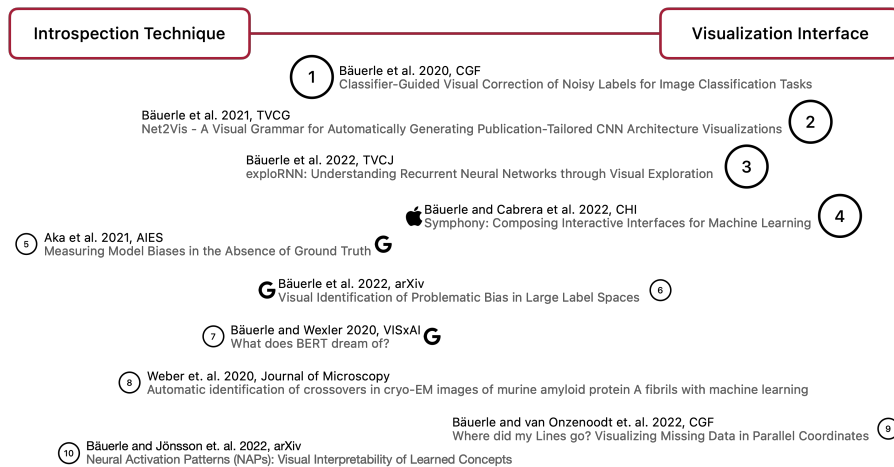 Introspection Technique
Visualization Interface
1
Bäuerle et al. 2020, CGF
Classifier-Guided Visual Correction of Noisy Labels for Image Classification Tasks
Bäuerle et al. 2021, TVCG
Net2Vis - A Visual Grammar for Automatically Generating Publication-Tailored CNN Architecture Visualizations
2
Bäuerle et al. 2022, TVCJ
exploRNN: Understanding Recurrent Neural Networks through Visual Exploration
3
Bäuerle and Cabrera et al. 2022, CHI
Symphony: Composing Interactive Interfaces for Machine Learning
4
5
Aka et al. 2021, AIES
Measuring Model Biases in the Absence of Ground Truth
G
G
Bäuerle et al. 2022, arXiv
Visual Identification of Problematic Bias in Large Label Spaces
6
7
Bäuerle and Wexler 2020, VISxAI
What does BERT dream of?
G
8
Weber et. al. 2020, Journal of Microscopy
Automatic identification of crossovers in cryo-EM images of murine amyloid protein A fibrils with machine learning
Bäuerle and van Onzenoodt et. al. 2022, CGF
Where did my Lines go? Visualizing Missing Data in Parallel Coordinates
9
10
Bäuerle and Jönsson et. al. 2022, arXiv
Neural Activation Patterns (NAPs): Visual Interpretability of Learned Concepts